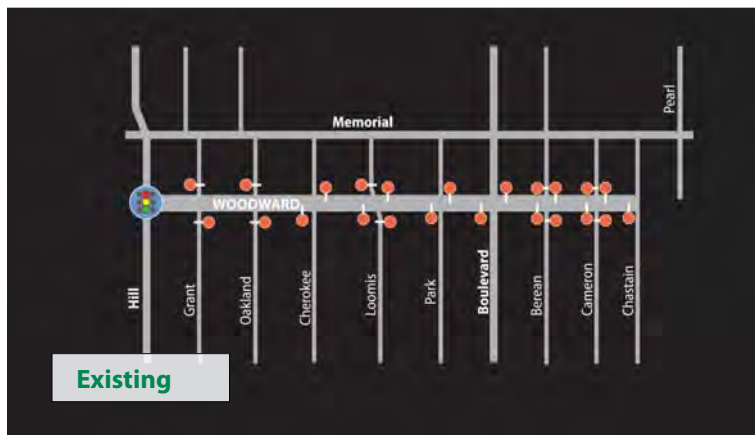 Pearl
Memorial
WOODWARD
Hill
Grant
Oakland
Cherokee
Loomis
Park
Boulevard
Berean
Cameron
Chastain
Existing